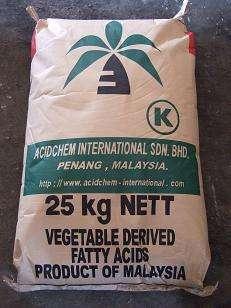 K
ACIDCHEM INTERNATIONAL SDN. BHD
PENANG, MALAYSIA.
http://www.acidchem-international.com
25 kg NETT
VEGETABLE DERIVED
FATTY ACIDS
PRODUCT OF MALAYSIA